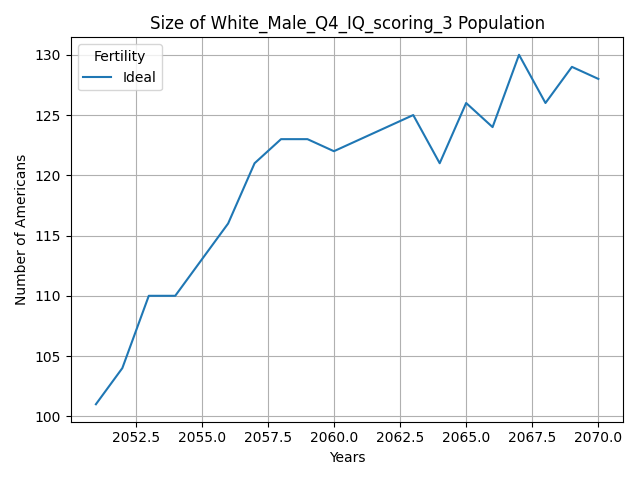 Size of White_Male_Q4_IQ_scoring_3 Population
Fertility
Ideal
Number of Americans
130
125
120
115
110
105
100
2052.5 2055.0 2057.5 2060.0 2062.5 2065.0 2067.5 2070.0
Years